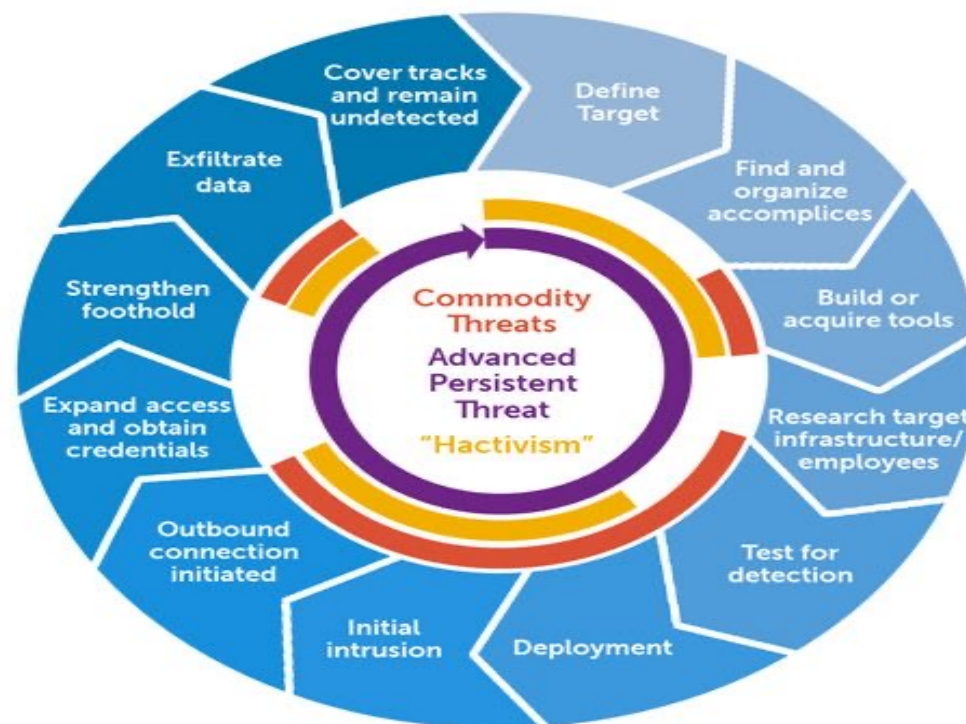 Define
Target
Find and
organize
accomplices
Build or
acquire tools
Research target
infrastructure/
employees
Test for
detection
Deployment
Initial
intrusion
Outbound
connection
initiated
Expand access
and obtain
credentials
Strengthen
foothold
Exfiltrate
data
Cover tracks
and remain
undetected
Commodity
Threats
Advanced
Persistent
Threat
“Hactivism”